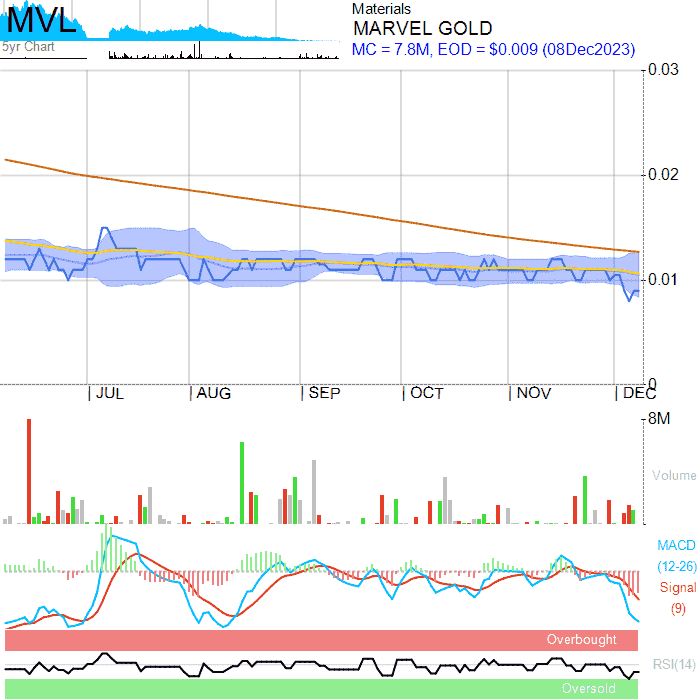 MVL
5yr Chart
Materials
MARVEL GOLD
MC = 7.8M, EOD = $0.009 (08Dec2023)
0.03
0.02
0.01
0
JUL AUG SEP OCT NOV DEC
8M
Volume
MACD
(12-26)
Signal
(9)
Overbought
RSI(14)
Oversold